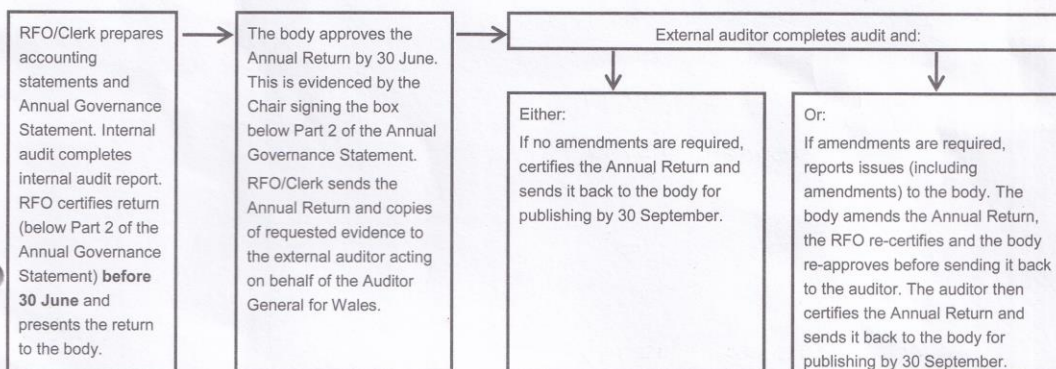 RFO/Clerk prepares
accounting
statements and
Annual Governance
Statement. Internal
audit completes
internal audit report.
RFO certifies return
(below Part 2 of the
Annual Governance
Statement) before
30 June and
presents the return
to the body.
The body approves the
Annual Return by 30 June.
This is evidenced by the
Chair signing the box
below Part 2 of the Annual
Governance Statement.
RFO/Clerk sends the
Annual Return and copies
of requested evidence to
the external auditor acting
on behalf of the Auditor
General for Wales.
External auditor completes audit and:
Either:
If no amendments are required,
certifies the Annual Return and
sends it back to the body for
publishing by 30 September.
Or:
If amendments are required,
reports issues (including
amendments) to the body. The
body amends the Annual Return,
the RFO re-certifies and the body
re-approves before sending it back
to the auditor. The auditor then
certifies the Annual Return and
sends it back to the body for
publishing by 30 September.